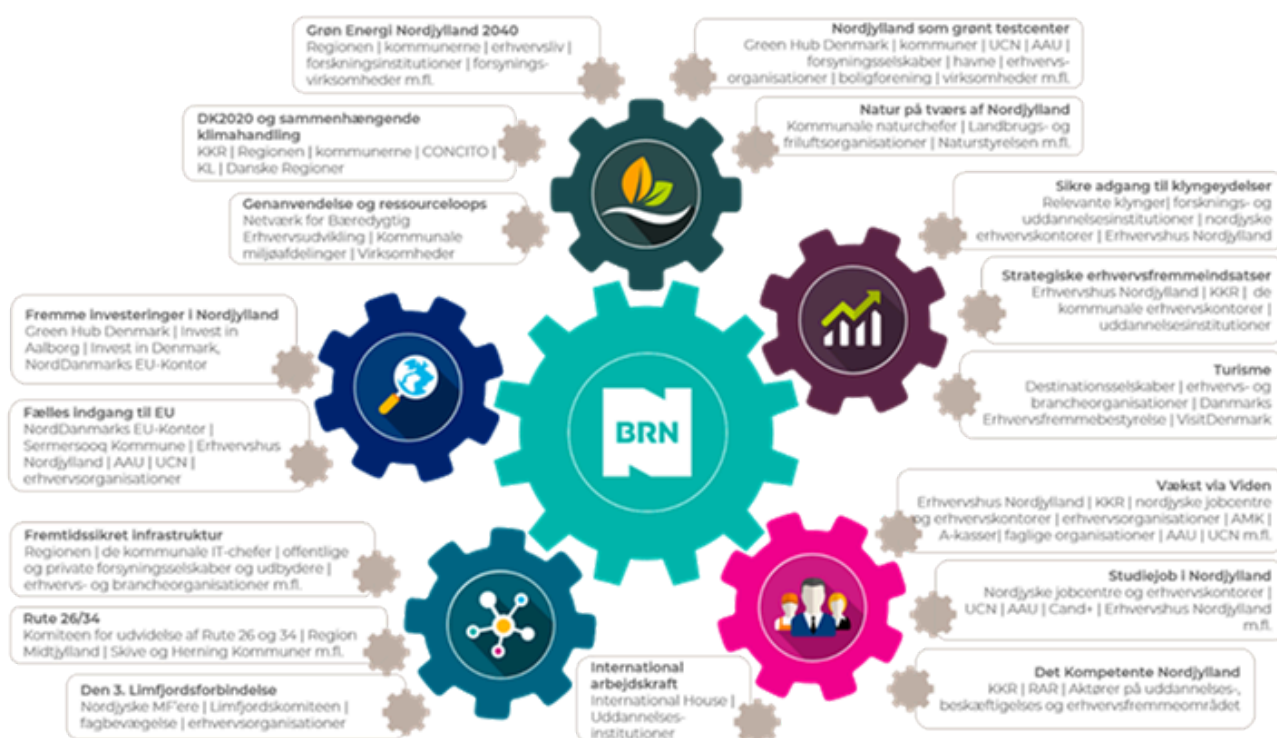 Grøn Energi Nordjylland 2040
Regionen | kommunerne | erhvervsliv |
forskningsinstitutioner | forsynings-
virksomheder m.fl.
Nordjylland som grønt testcenter
Green Hub Denmark | kommuner | UCN | AAU |
forsyningsselskaber | havne | erhvervs-
organisationer | boligforening | virksomheder m.fl.
DK2020 og sammenhængende
klimahandling
KKR | Regionen | kommunerne | CONCITO |
KL | Danske Regioner
Natur på tværs af Nordjylland
Kommunale naturchefer | Landbrugs- og
friluftsorganisationer | Naturstyrelsen m.fl.
Genanvendelse og ressourceloops
Netværk for Bæredygtig
Erhvervsudvikling | Kommunale
miljøafdelinger | Virksomheder
Sikre adgang til klyngeydelser
Relevante klynger| forsknings- og
uddannelsesinstitutioner | nordjyske
erhvervskontorer | Erhvervshus Nordjylland
Strategiske erhvervsfremmeindsatser
Erhvervshus Nordjylland | KKR | de
kommunale erhvervskontorer |
uddannelsesinstitutioner
Turisme
Destinationsselskaber | erhvervs- og
brancheorganisationer | Danmarks
Erhvervsfremmebestyrelse | VisitDenmark
Fremme investeringer i Nordjylland
Green Hub Denmark | Invest in
Aalborg | Invest in Denmark,
NordDanmarks EU-Kontor
Fælles indgang til EU
NordDanmarks EU-Kontor |
Sermersooq Kommune | Erhvervshus
Nordjylland | AAU | UCN |
erhvervsorganisationer
BRN
Vækst via Viden
Erhvervshus Nordjylland | KKR | nordjyske jobcentre
og erhvervskontorer | erhvervsorganisationer | AMK |
A-kasser| faglige organisationer | AAU | UCN m.fl.
Studiejob i Nordjylland
Nordjyske jobcentre og erhvervskontorer |
UCN | AAU | Cand+ | Erhvervshus Nordjylland
m.fl.
Det Kompetente Nordjylland
KKR | RAR | Aktører på uddannelses-,
beskæftigelses og erhvervsfremmeområdet
Fremtidssikret infrastruktur
Regionen | de kommunale IT-chefer | offentlige
og private forsyningsselskaber og udbydere |
erhvervs- og brancheorganisationer m.fl.
Rute 26/34
Komiteen for udvidelse af Rute 26 og 34 | Region
Midtjylland | Skive og Herning Kommuner m.fl.
Den 3. Limfjordsforbindelse
Nordjyske MF'ere | Limfjordskomiteen |
fagbevægelse | erhvervsorganisationer
International
arbejdskraft
International House |
Uddannelses-
institutioner